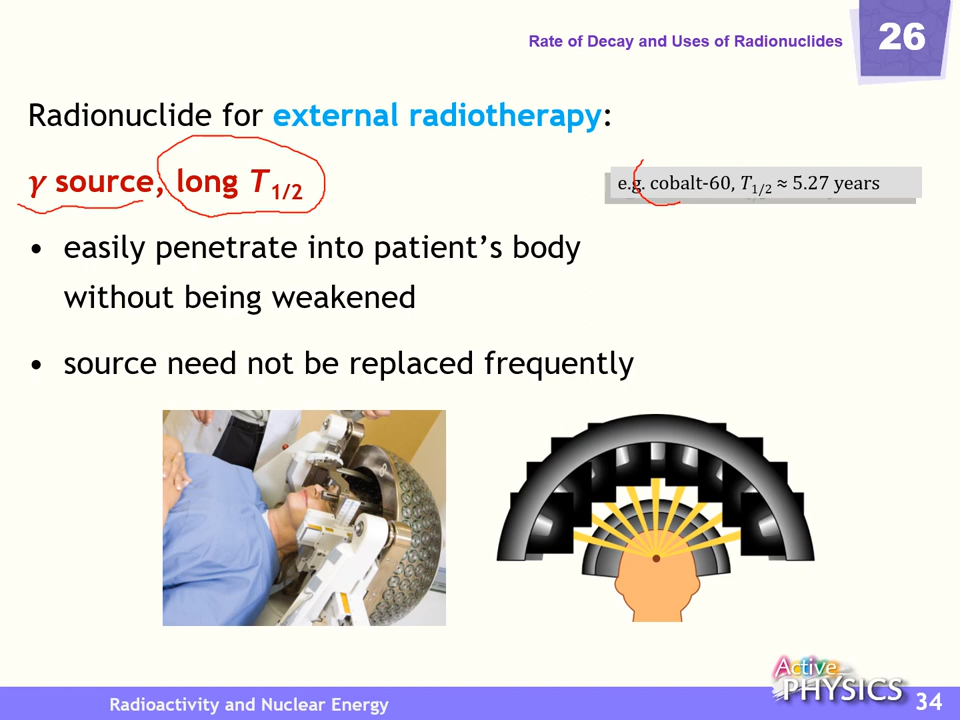 Rate of Decay and Uses of Radionuclides
26
Radionuclide for external radiotherapy:
γ source, long T1/2
e.g. cobalt-60, T1/2 ≈ 5.27 years
• easily penetrate into patient’s body
without being weakened
• source need not be replaced frequently
Active
PHYSICS
Radioactivity and Nuclear Energy
34